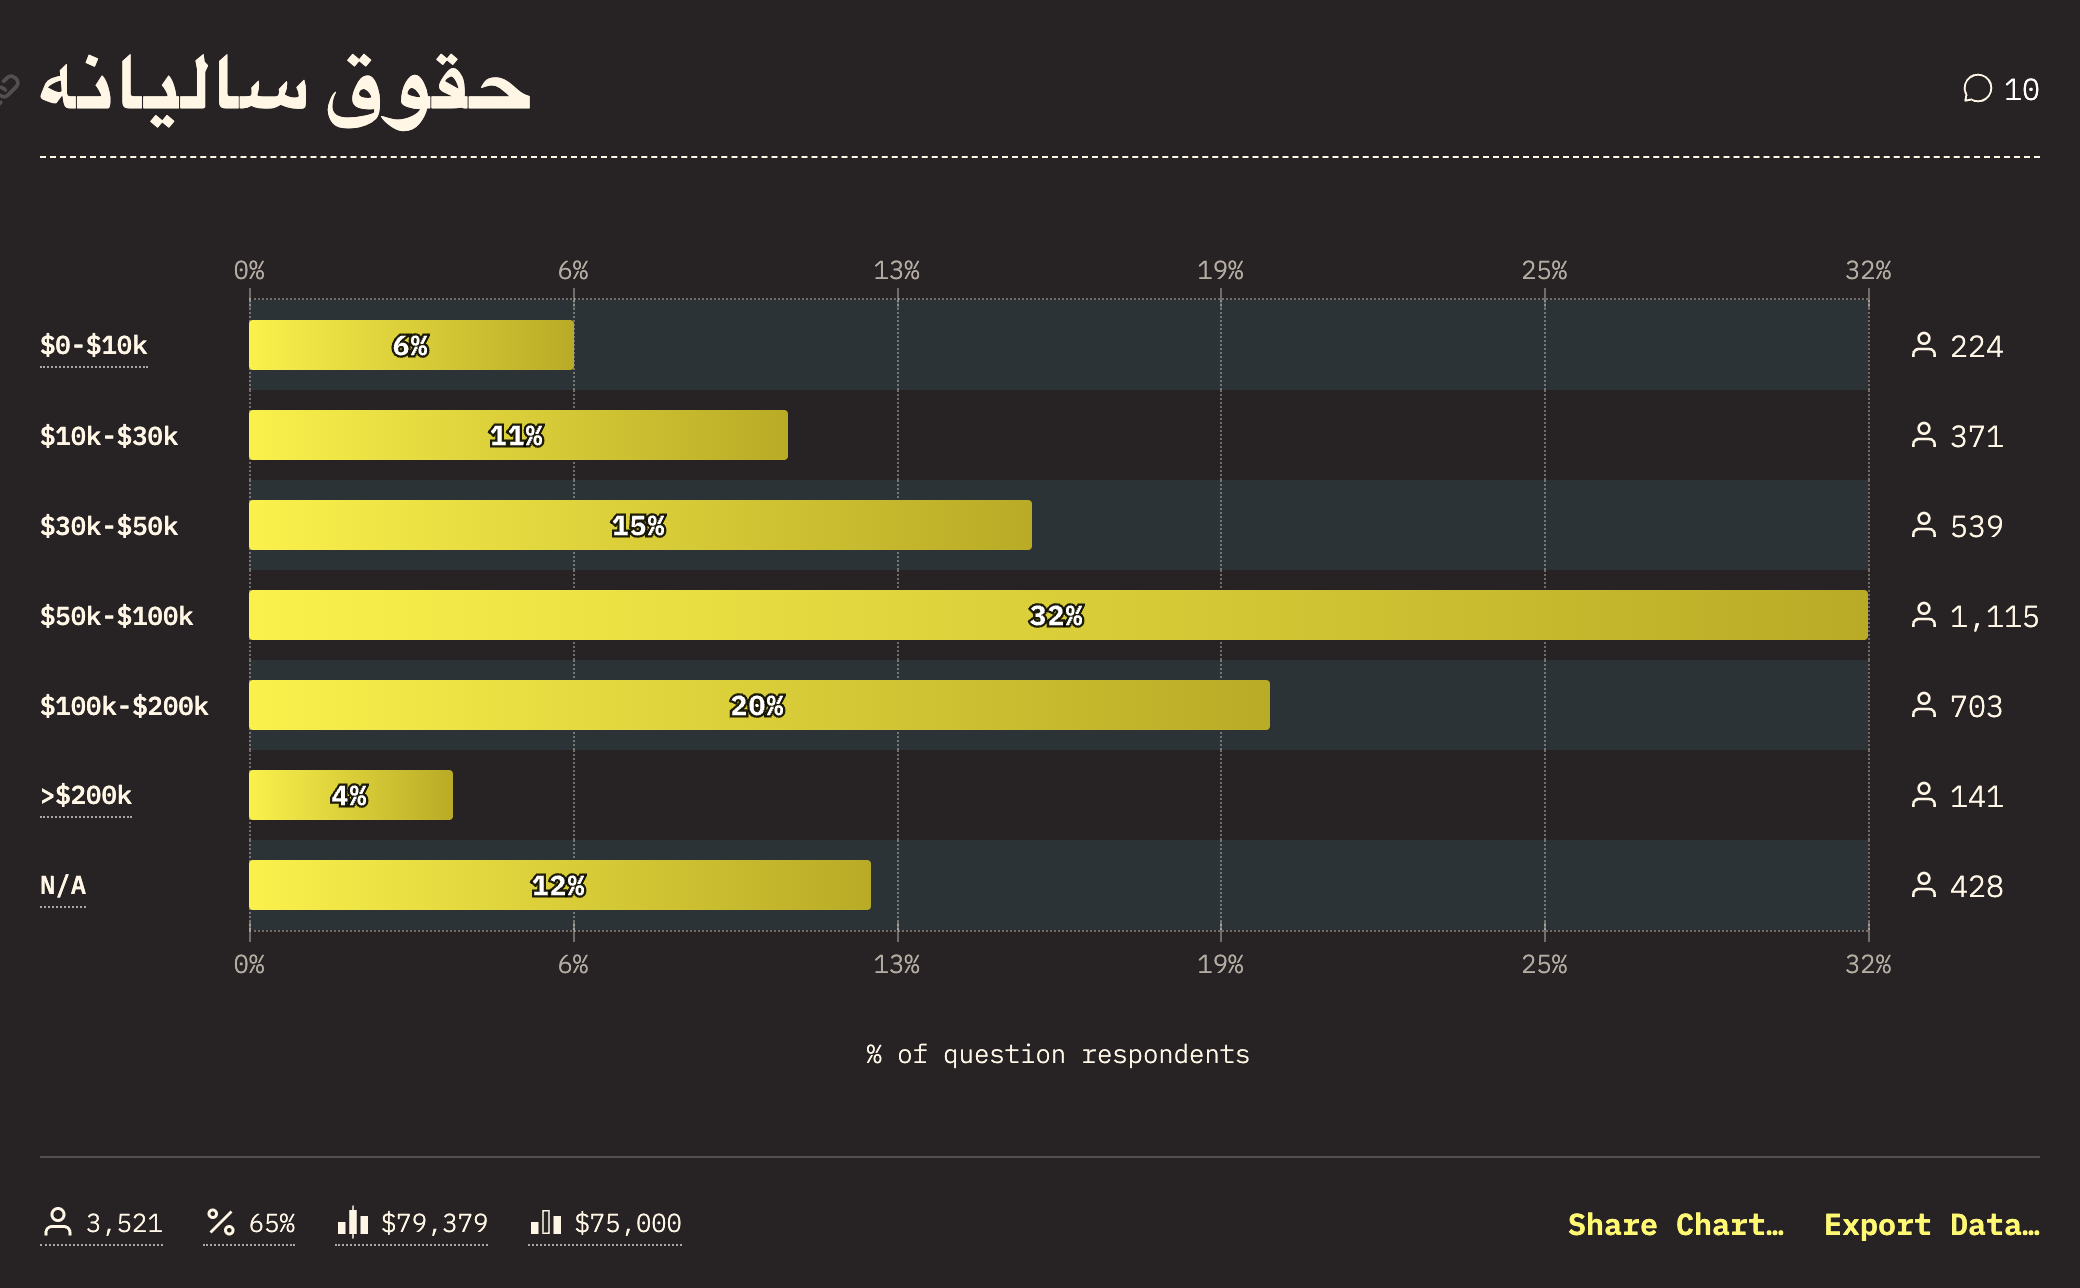 حقوق سالیانه
10
0% 6% 13% 19% 25% 32%
$0-$10k 6% 224
$10k-$30k 11% 371
$30k-$50k 15% 539
$50k-$100k 32% 1,115
$100k-$200k 20% 703
>$200k 4% 141
N/A 12% 428
0% 6% 13% 19% 25% 32%
% of question respondents
3,521 65% $79,379 $75,000 Share Chart… Export Data…